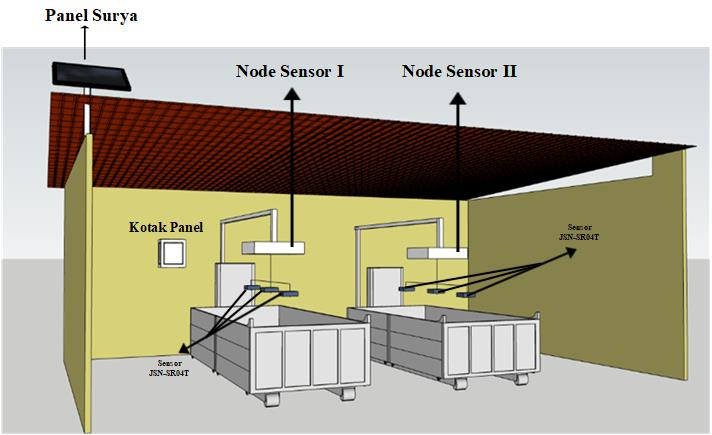 Panel Surya
Node Sensor I
Node Sensor II
Kotak Panel
Sensor
JSN-SR04T
Sensor
JSN-SR04T